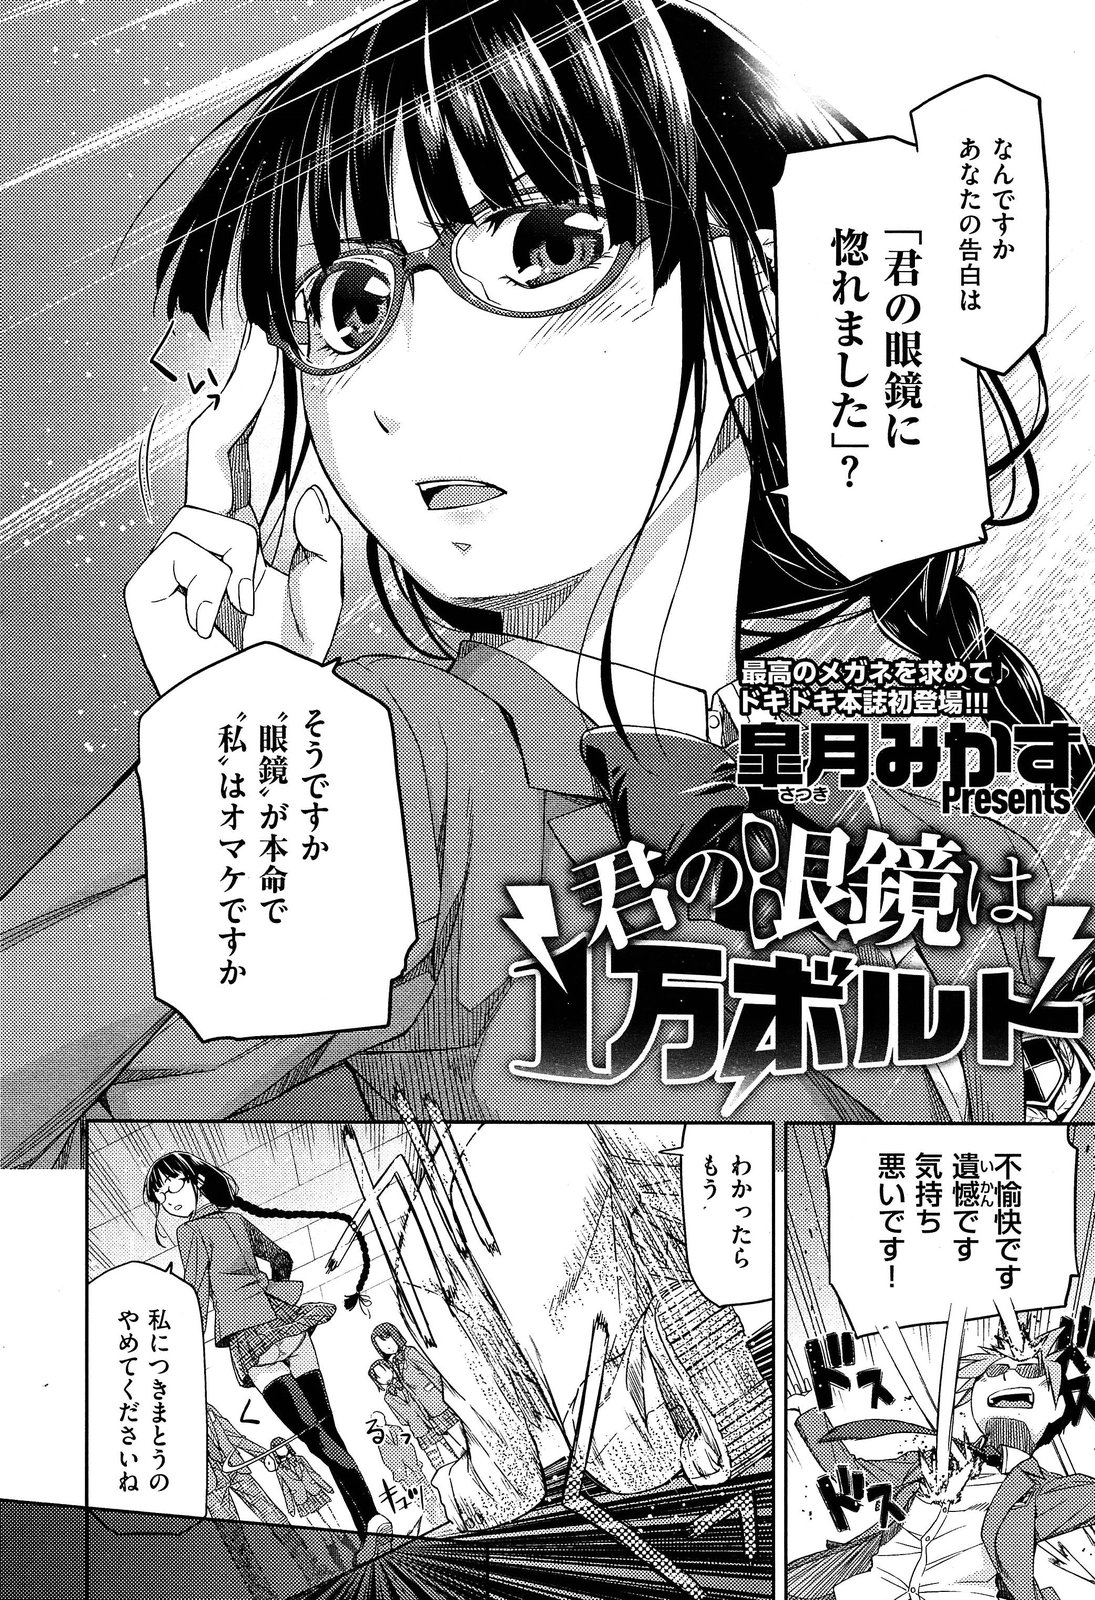 なんですか
あなたの告白は
「君の眼鏡に
惚れました」?
くいっ
そうですか
〝眼鏡〟が本命で
〝私〟はオマケですか
最高のメガネを求めて♪
ドキドキ本誌初登場!!!
皐月みかず
さつき
Presents
君の眼鏡は
1万ボルト
不愉快です
遺憾です
いかん
気持ち
悪いです!
ドス
ドス
ドス
わかったら
もう
私につきまとうの
やめてくださいね
くるっ
キュッ